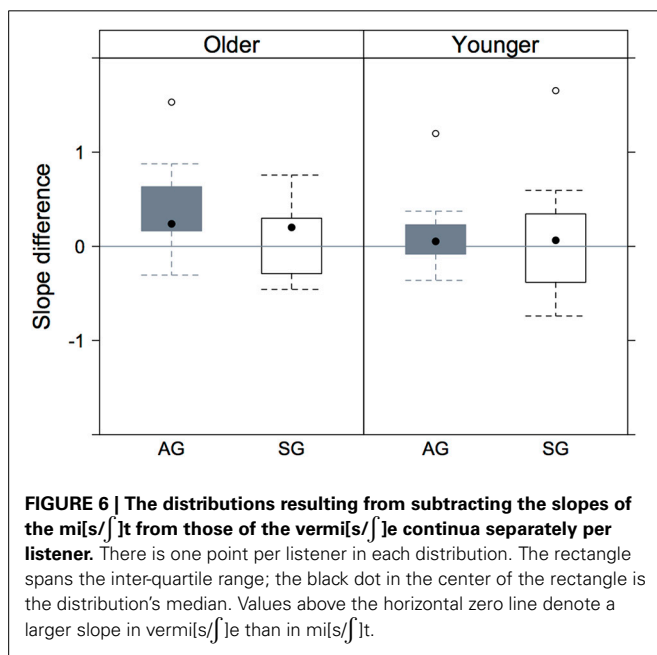 Older Younger
Slope difference
1
0
-1
AG SG AG SG
FIGURE 6 | The distributions resulting from subtracting the slopes of
the mi[s/ʃ]t from those of the vermi[s/ʃ]e continua separately per
listener. There is one point per listener in each distribution. The rectangle
spans the inter-quartile range; the black dot in the center of the rectangle is
the distribution's median. Values above the horizontal zero line denote a
larger slope in vermi[s/ʃ]e than in mi[s/ʃ]t.